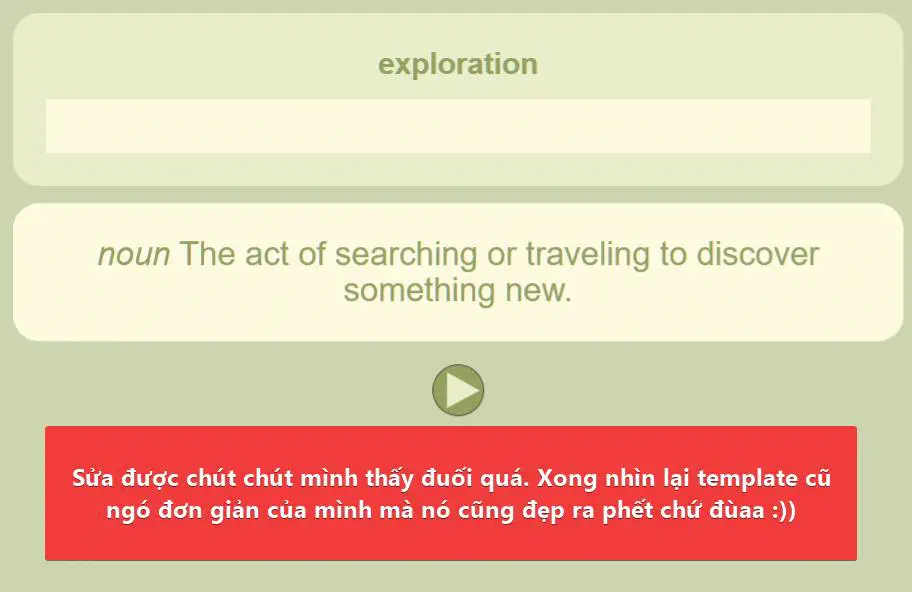 exploration
noun The act of searching or traveling to discover
something new.
Sửa được chút chút mình thấy đuối quá. Xong nhìn lại template cũ
ngó đơn giản của mình mà nó cũng đẹp ra phết chứ đùaa :))